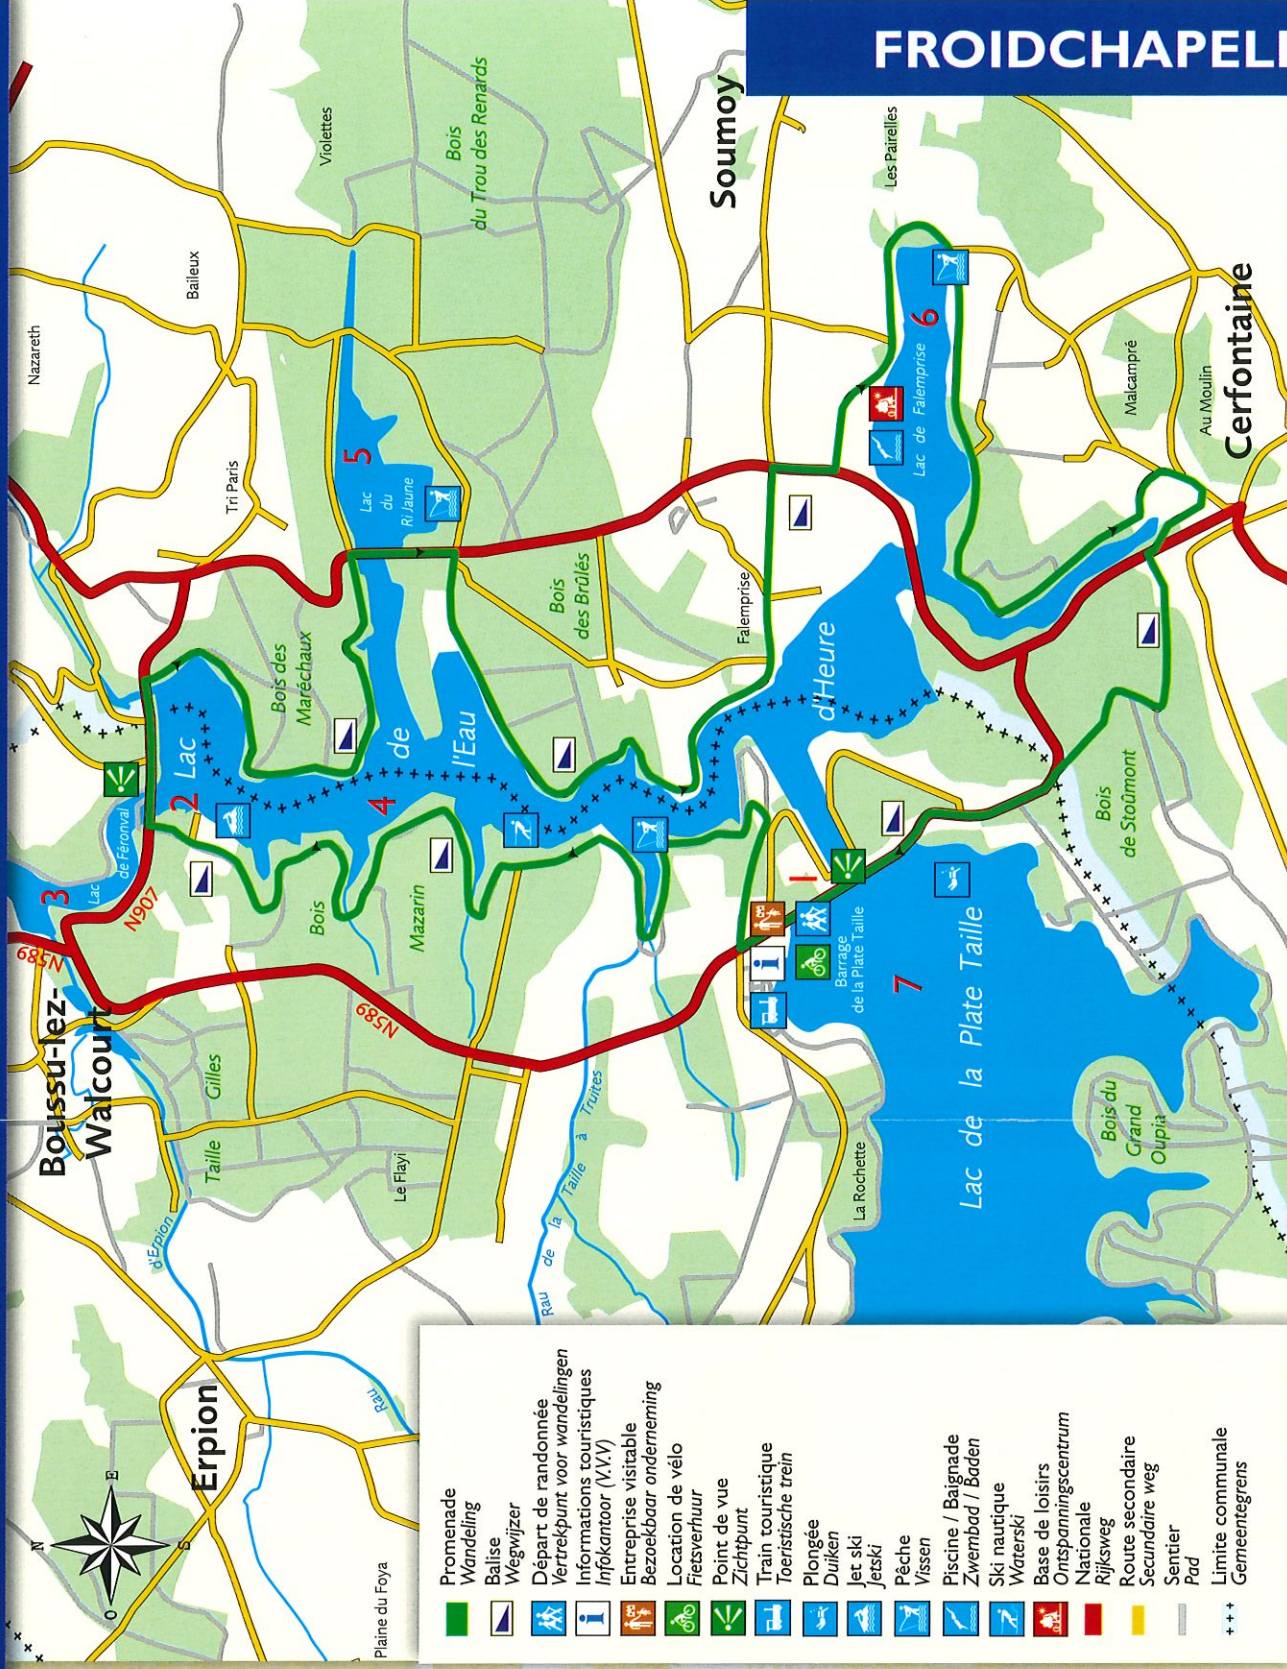 FROIDCHAPELL
Nazareth
Baileux
Violettes
Bois
du Trou des Renards
Soumoy
Les Pairelles
Tri Paris
5
Lac
du
Ri Jaune
6
Lac de Falemprise
Malcampré
Au Moulin
Cerfontaine
Bois des
Maréchaux
Bois
des Brûlés
Falemprise
Lac
de
l'Eau
d'Heure
2
4
3
Lac
de Féronval
N907
N589
N589
Bois
Mazarin
Bois
de Stoûmont
1
Barrage
de la Plate Taille
7
Lac de la Plate Taille
Boussu-lez-
Walcourt
Taille Gilles
Le Flayi
Rau de la Taille à Truites
La Rochette
Bois du
Grand
Oupia
d'Erpion
Rau
Erpion
Plaine du Foya
N
E
S
O
Promenade
Wandeling
Balise
Wegwijzer
Départ de randonnée
Vertrekpunt voor wandelingen
i
Informations touristiques
Infokantoor (V.V.V)
Entreprise visitable
Bezoekbaar onderneming
Location de vélo
Fietsverhuur
Point de vue
Zichtpunt
Train touristique
Toeristische trein
Plongée
Duiken
Jet ski
Jetski
Pêche
Vissen
Piscine / Baignade
Zwembad / Baden
Ski nautique
Waterski
Base de loisirs
Ontspanningscentrum
Nationale
Rijksweg
Route secondaire
Secundaire weg
Sentier
Pad
Limite communale
Gemeentegrens
i